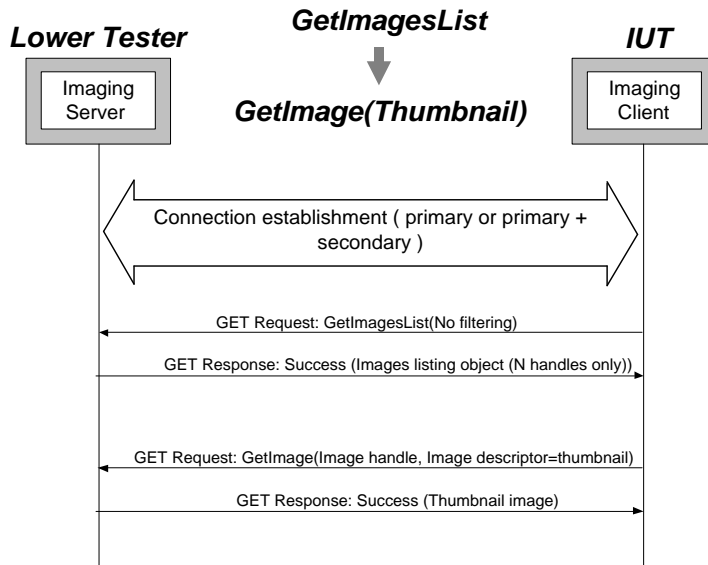 GetImagesList
Lower Tester
IUT
Imaging
Server
GetImage(Thumbnail)
Imaging
Client
Connection establishment ( primary or primary +
secondary )
GET Request: GetImagesList(No filtering)
GET Response: Success (Images listing object (N handles only))
GET Request: GetImage(Image handle, Image descriptor=thumbnail)
GET Response: Success (Thumbnail image)